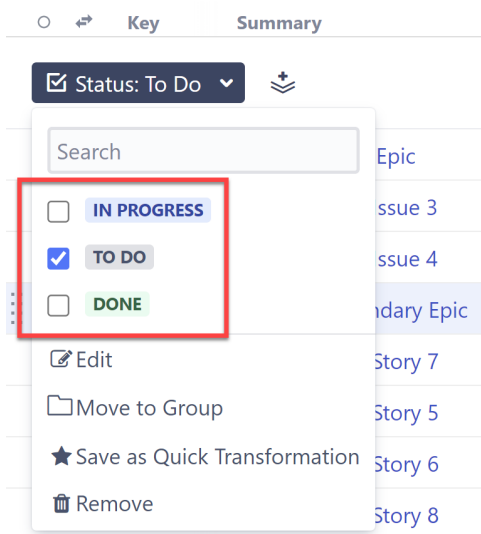 Key Summary
Status: To Do
Search
Epic
IN PROGRESS
ssue 3
TO DO
ssue 4
DONE
ndary Epic
Edit
Story 7
Move to Group
Story 5
Save as Quick Transformation
Story 6
Remove
Story 8